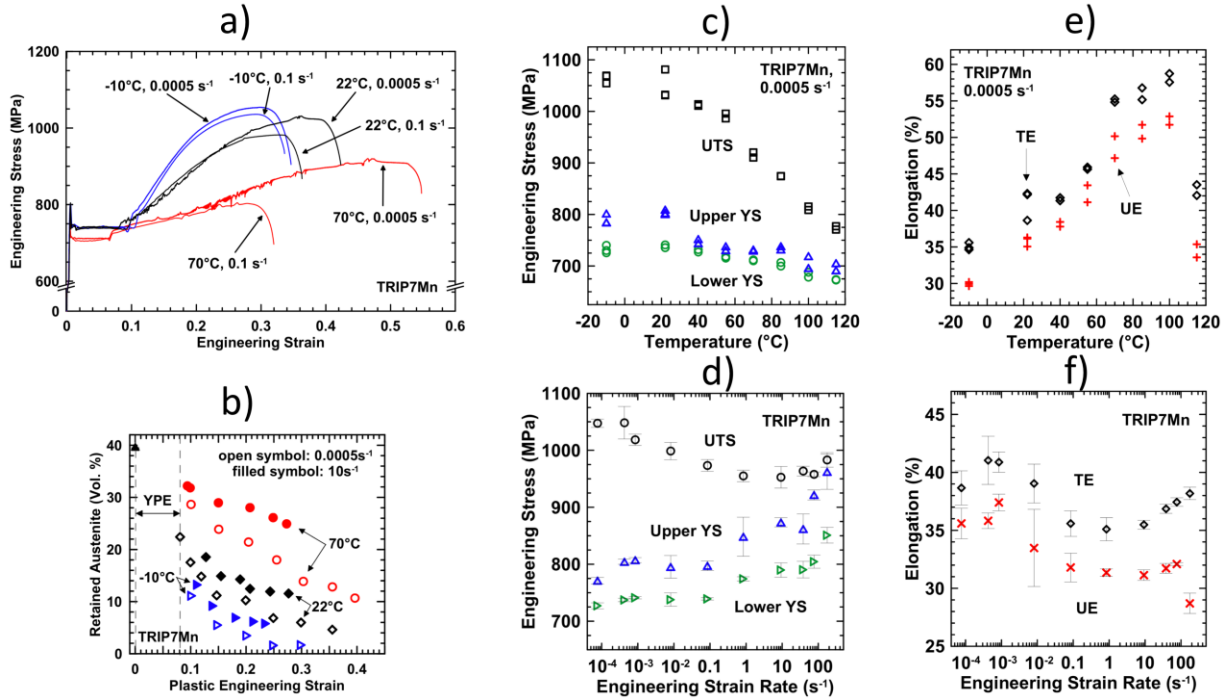 a)
1200
1000
800
600
0
Engineering Stress (MPa)
-10°C, 0.0005 s⁻¹
-10°C, 0.1 s⁻¹
22°C, 0.0005 s⁻¹
22°C, 0.1 s⁻¹
70°C, 0.0005 s⁻¹
70°C, 0.1 s⁻¹
TRIP7Mn
0 0.1 0.2 0.3 0.4 0.5 0.6
Engineering Strain
c)
1100
1000
900
800
700
Engineering Stress (MPa)
TRIP7Mn,
0.0005 s⁻¹
UTS
Upper YS
Lower YS
-20 0 20 40 60 80 100 120
Temperature (°C)
e)
55
50
45
40
35
30
Elongation (%)
TRIP7Mn
0.0005 s⁻¹
TE
UE
-20 0 20 40 60 80 100 120
Temperature (°C)
b)
40
30
20
10
0
Retained Austenite (Vol. %)
open symbol: 0.0005s⁻¹
filled symbol: 10s⁻¹
YPE
70°C
-10°C
22°C
TRIP7Mn
0 0.1 0.2 0.3 0.4
Plastic Engineering Strain
d)
1100
1000
900
800
700
Engineering Stress (MPa)
TRIP7Mn
UTS
Upper YS
Lower YS
10⁻⁴ 10⁻³ 10⁻² 0.1 1 10 100
Engineering Strain Rate (s⁻¹)
f)
45
40
35
30
25
Elongation (%)
TRIP7Mn
TE
UE
10⁻⁴ 10⁻³ 10⁻² 0.1 1 10 100
Engineering Strain Rate (s⁻¹)